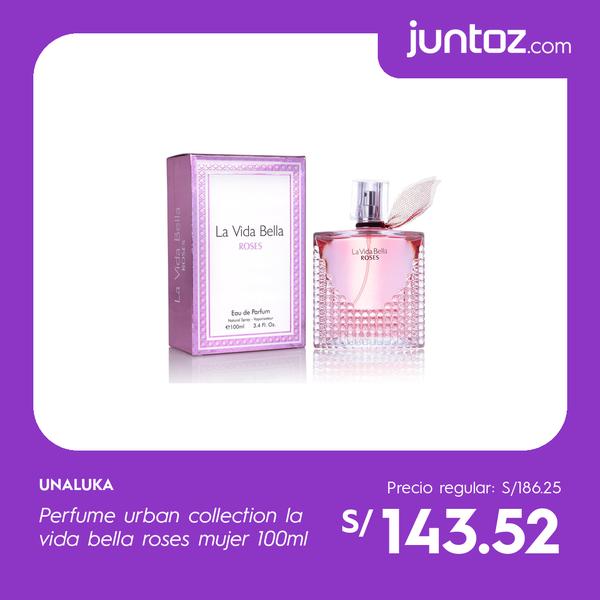 juntoz.com
La Vida Bella
ROSES
La Vida Bella
ROSES
Eau de Parfum
Natural Spray - Vaporisateur
e100ml 3.4 Fl. Oz.
La Vida Bella
ROSES
UNALUKA
Perfume urban collection la
vida bella roses mujer 100ml
Precio regular: S/186.25
S/143.52